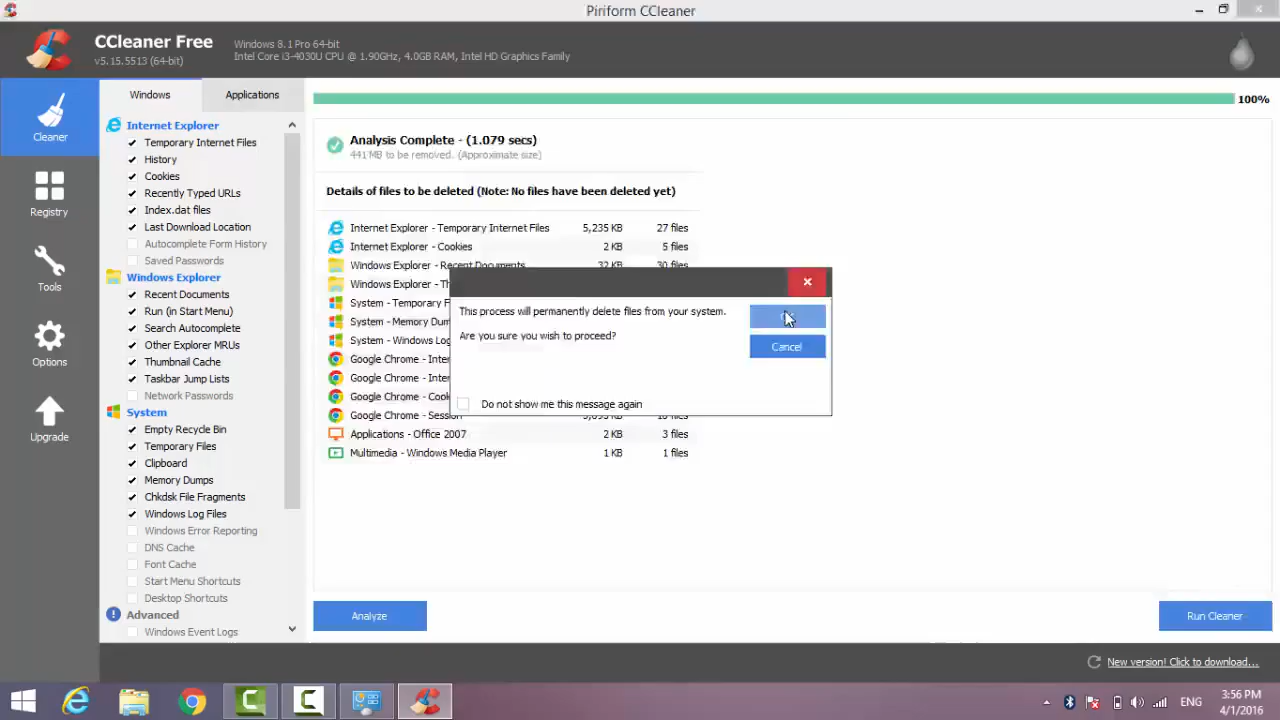 Piriform CCleaner
CCleaner Free
v5.15.5513 (64-bit)
Windows 8.1 Pro 64-bit
Intel Core i3-4030U CPU @ 1.90GHz, 4.0GB RAM, Intel HD Graphics Family
Cleaner
Registry
Tools
Options
Upgrade
Windows
Applications
Internet Explorer
Temporary Internet Files
History
Cookies
Recently Typed URLs
Index.dat files
Last Download Location
Autocomplete Form History
Saved Passwords
Windows Explorer
Recent Documents
Run (in Start Menu)
Search Autocomplete
Other Explorer MRUs
Thumbnail Cache
Taskbar Jump Lists
Network Passwords
System
Empty Recycle Bin
Temporary Files
Clipboard
Memory Dumps
Chkdsk File Fragments
Windows Log Files
Windows Error Reporting
DNS Cache
Font Cache
Start Menu Shortcuts
Desktop Shortcuts
Advanced
Windows Event Logs
100%
Analysis Complete - (1.079 secs)
441 MB to be removed. (Approximate size)
Details of files to be deleted (Note: No files have been deleted yet)
Internet Explorer - Temporary Internet Files 5,235 KB 27 files
Internet Explorer - Cookies 2 KB 5 files
Windows Explorer - Recent Documents 32 KB 30 files
Windows Explorer - Th
System - Temporary F
System - Memory Dum
System - Windows Log
Google Chrome - Inter
Google Chrome - Inter
Google Chrome - Cook
Google Chrome - Session
Applications - Office 2007 2 KB 3 files
Multimedia - Windows Media Player 1 KB 1 files
This process will permanently delete files from your system.
Are you sure you wish to proceed?
Cancel
Do not show me this message again
Analyze
Run Cleaner
New version! Click to download...
ENG
3:56 PM
4/1/2016